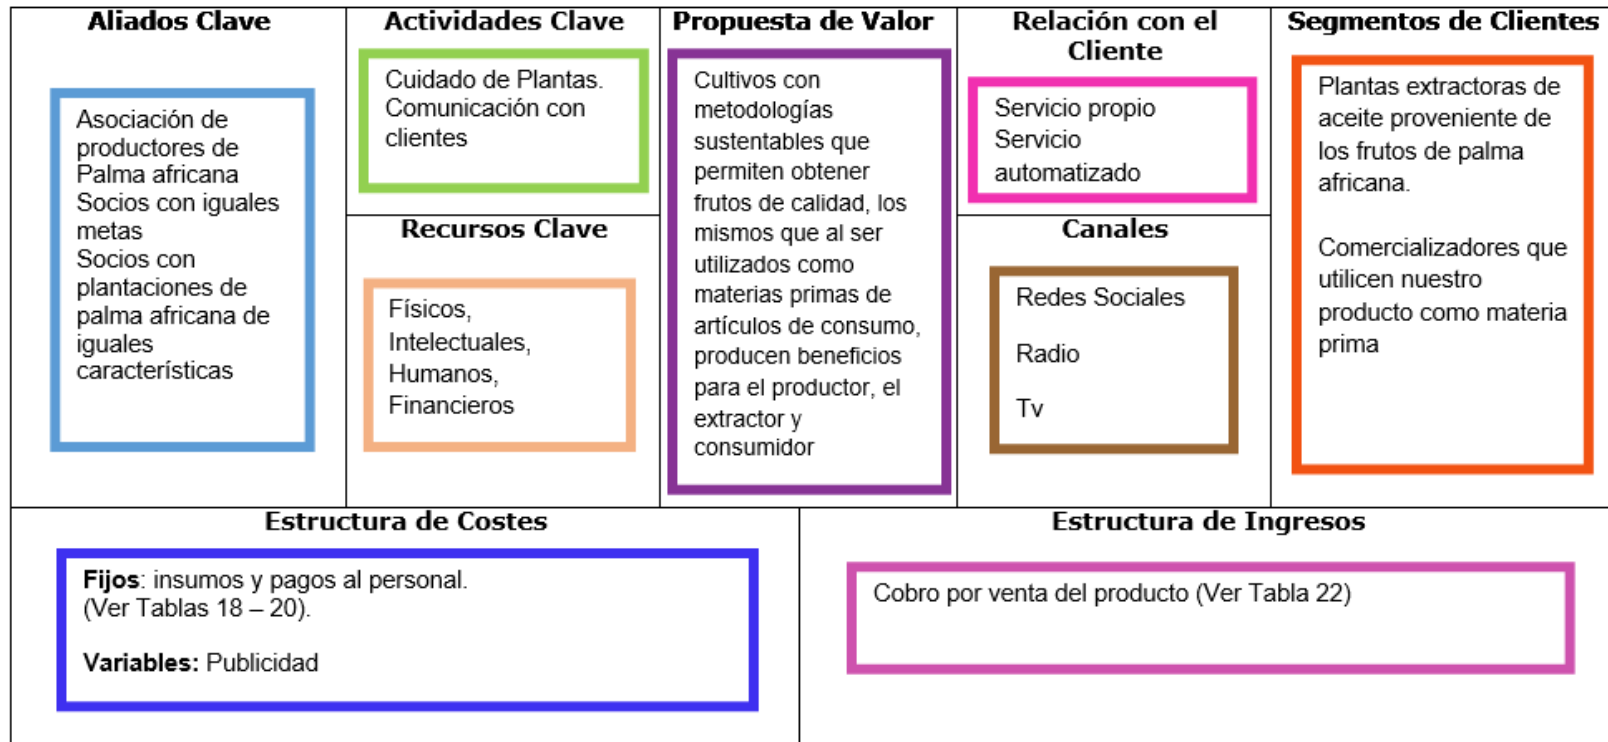 Aliados Clave
Asociación de
productores de
Palma africana
Socios con iguales
metas
Socios con
plantaciones de
palma africana de
iguales
características
Actividades Clave
Cuidado de Plantas.
Comunicación con
clientes
Recursos Clave
Físicos,
Intelectuales,
Humanos,
Financieros
Propuesta de Valor
Cultivos con
metodologías
sustentables que
permiten obtener
frutos de calidad, los
mismos que al ser
utilizados como
materias primas de
artículos de consumo,
producen beneficios
para el productor, el
extractor y
consumidor
Relación con el
Cliente
Servicio propio
Servicio
automatizado
Canales
Redes Sociales
Radio
Tv
Segmentos de Clientes
Plantas extractoras de
aceite proveniente de
los frutos de palma
africana.
Comercializadores que
utilicen nuestro
producto como materia
prima
Estructura de Costes
Fijos: insumos y pagos al personal.
(Ver Tablas 18 – 20).
Variables: Publicidad
Estructura de Ingresos
Cobro por venta del producto (Ver Tabla 22)